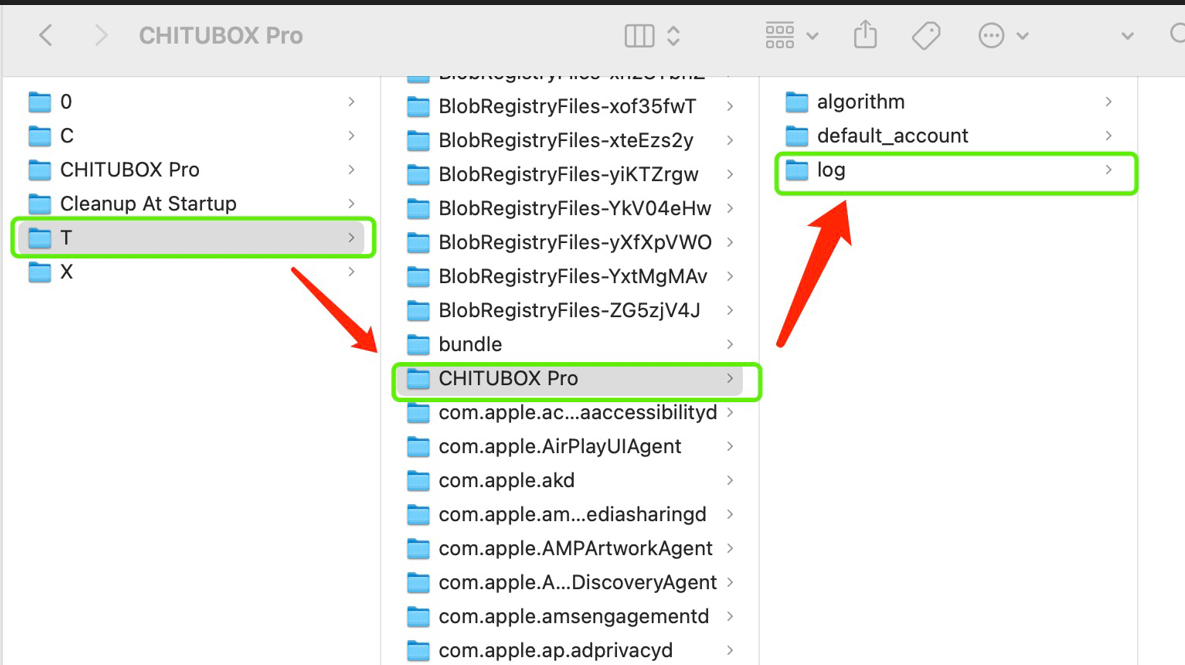 CHITUBOX Pro
0
C
CHITUBOX Pro
Cleanup At Startup
T
X
BlobRegistryFiles-xof35fwT
BlobRegistryFiles-xteEzs2y
BlobRegistryFiles-yiKTZrgw
BlobRegistryFiles-YkV04eHw
BlobRegistryFiles-yXfXpVWO
BlobRegistryFiles-YxtMgMAv
BlobRegistryFiles-ZG5zjV4J
bundle
CHITUBOX Pro
com.apple.ac...aaccessibilityd
com.apple.AirPlayUIAgent
com.apple.akd
com.apple.am...ediasharingd
com.apple.AMPArtworkAgent
com.apple.A...DiscoveryAgent
com.apple.amsengagementd
com.apple.ap.adprivacyd
algorithm
default_account
log